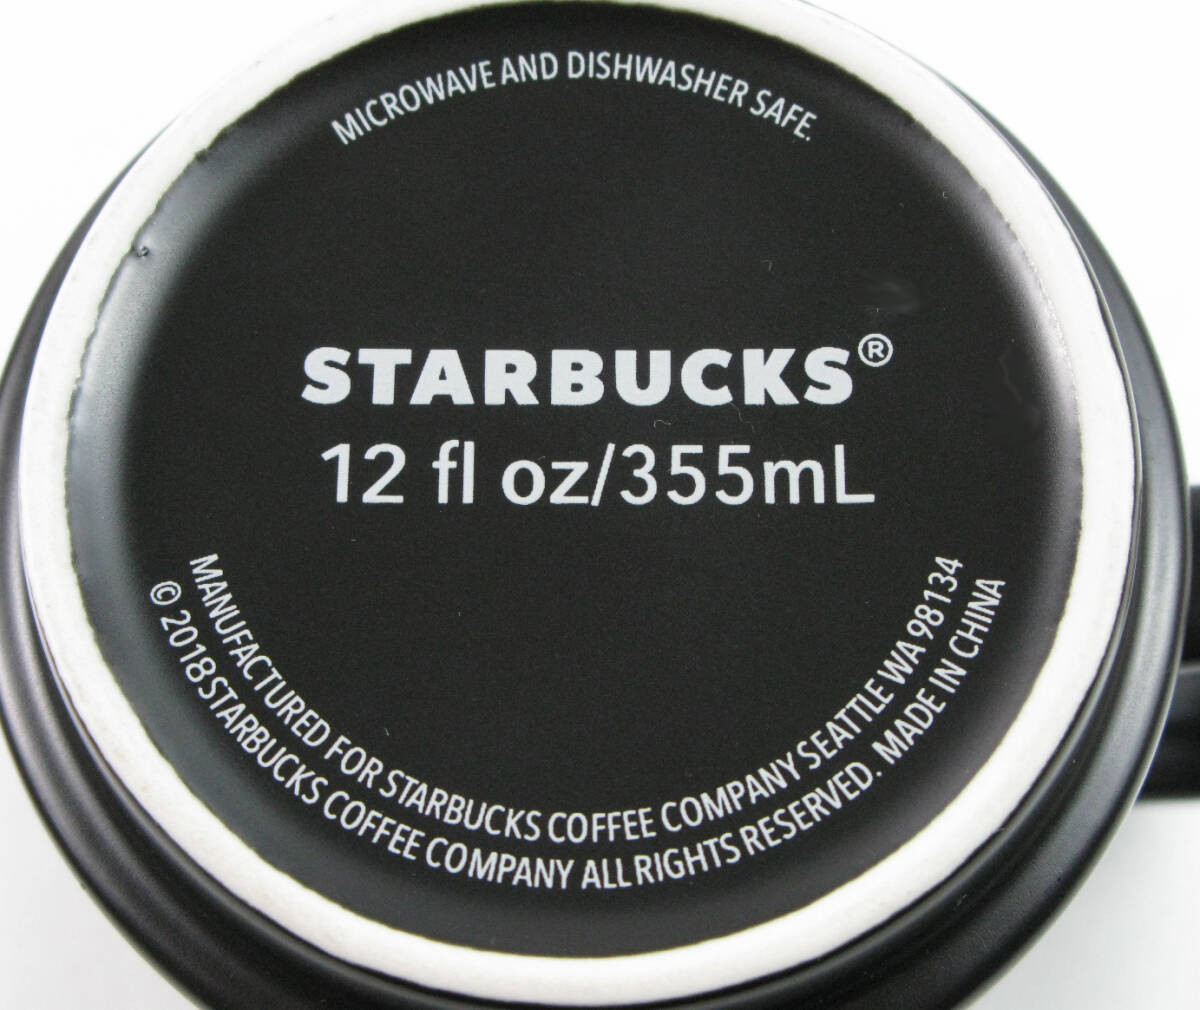 MICROWAVE AND DISHWASHER SAFE.
STARBUCKS®
12 fl oz/355mL
MANUFACTURED FOR STARBUCKS COFFEE COMPANY SEATTLE WA 98134
© 2018 STARBUCKS COFFEE COMPANY ALL RIGHTS RESERVED. MADE IN CHINA